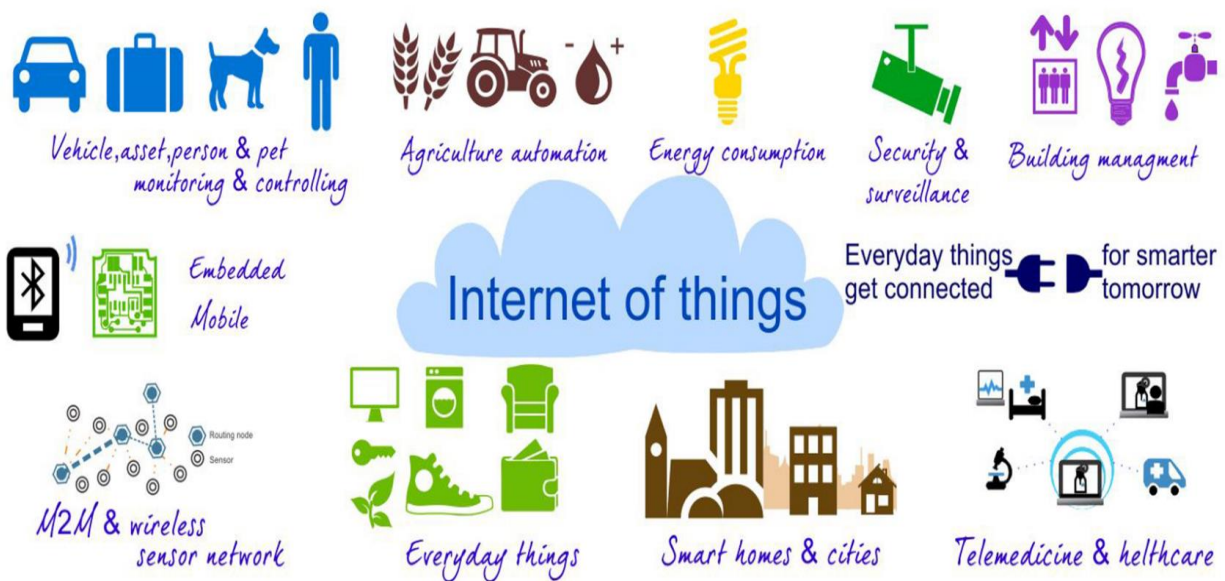 Vehicle,asset,person & pet
monitoring & controlling
Agriculture automation
Energy consumption
Security &
surveillance
Building managment
Embedded
Mobile
Internet of things
Everyday things
get connected
for smarter
tomorrow
Routing node
Sensor
M2M & wireless
sensor network
Everyday things
Smart homes & cities
Telemedicine & helthcare